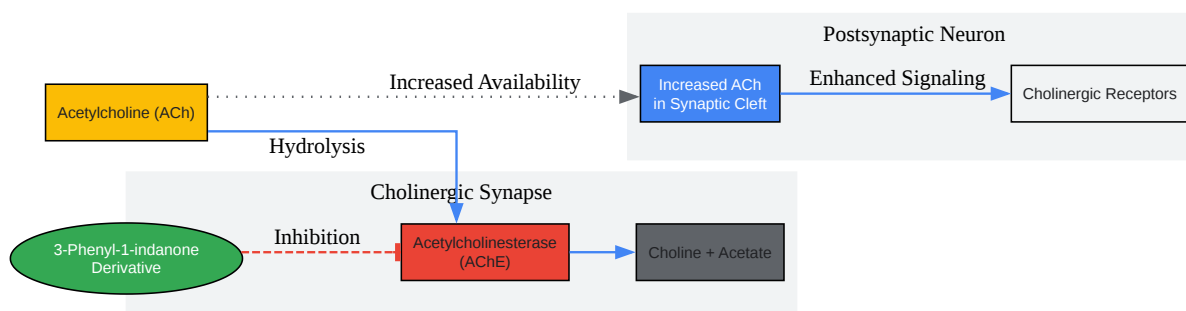 Postsynaptic Neuron
Increased Availability
Increased ACh
in Synaptic Cleft
Enhanced Signaling
Cholinergic Receptors
Acetylcholine (ACh)
Hydrolysis
Cholinergic Synapse
3-Phenyl-1-indanone
Derivative
Inhibition
Acetylcholinesterase
(AChE)
Choline + Acetate